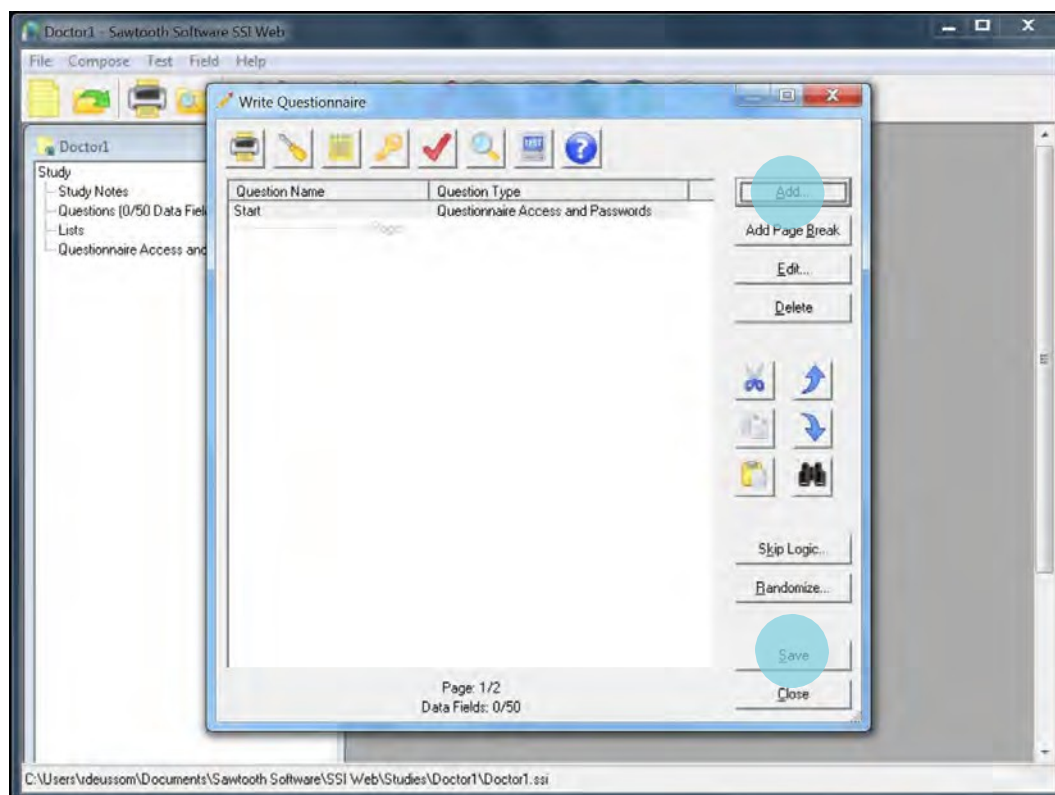 Doctor1 - Sawtooth Software SSI Web
File Compose Test Field Help
Write Questionnaire
Doctor1
Study
Study Notes
Questions [0/50 Data Fiel
Lists
Questionnaire Access and
TEST
Question Name Question Type
Start Questionnaire Access and Passwords
Page
Add...
Add Page Break
Edit...
Delete
Skip Logic...
Randomize...
Save
Close
Page: 1/2
Data Fields: 0/50
C:\Users\rdeussom\Documents\Sawtooth Software\SSI Web\Studies\Doctor1\Doctor1.ssi